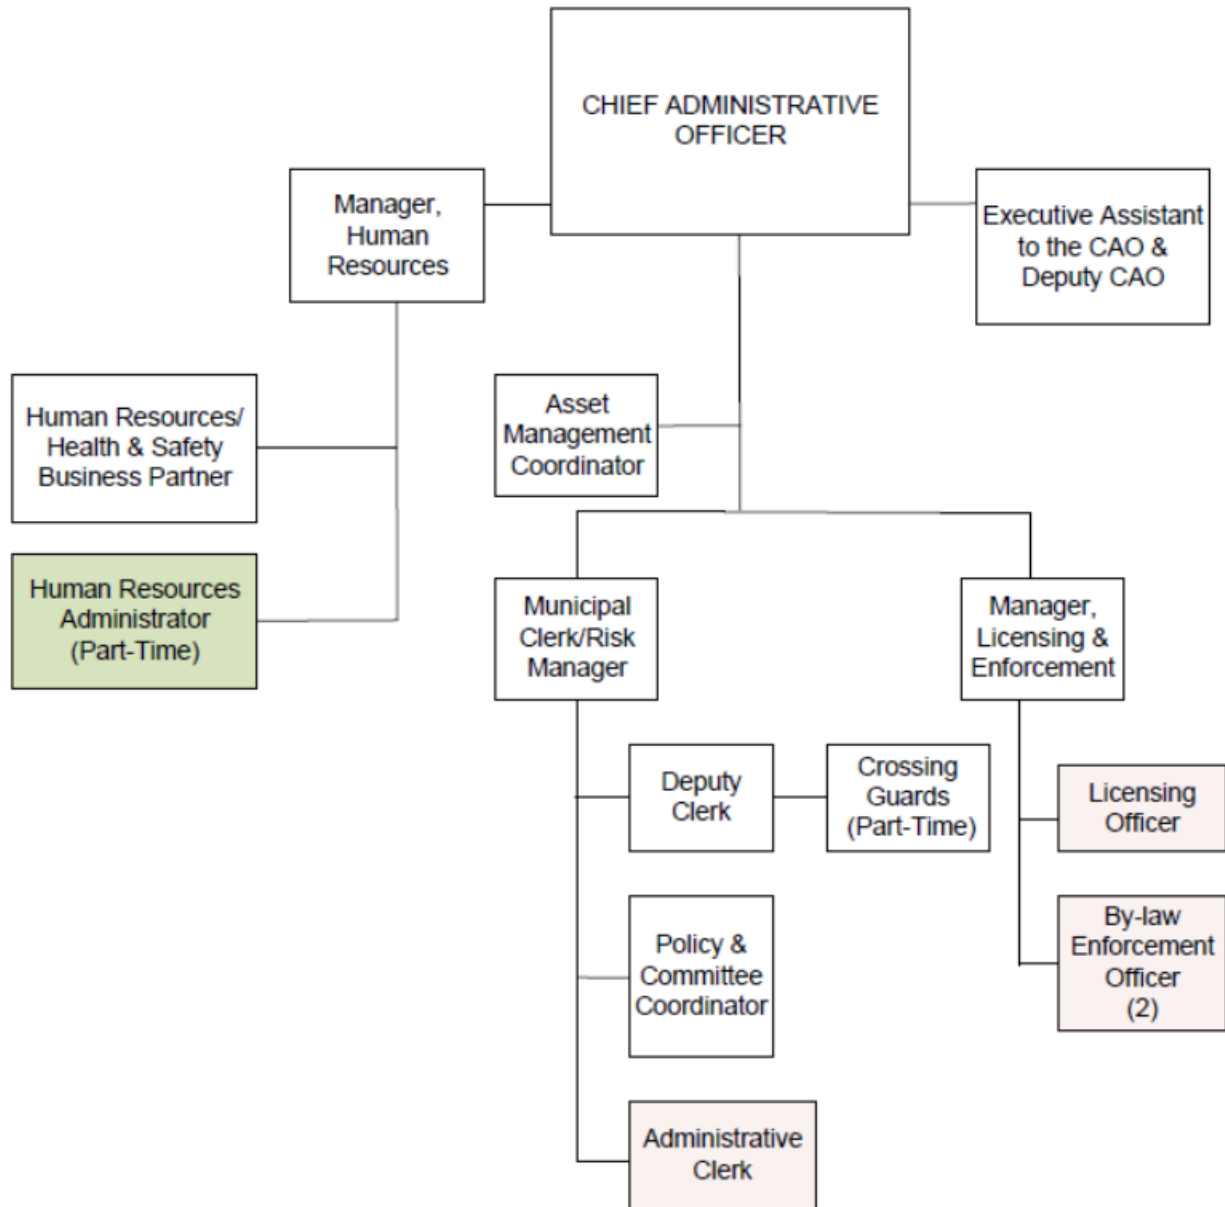 CHIEF ADMINISTRATIVE
OFFICER
Manager,
Human
Resources
Executive Assistant
to the CAO &
Deputy CAO
Human Resources/
Health & Safety
Business Partner
Asset
Management
Coordinator
Human Resources
Administrator
(Part-Time)
Municipal
Clerk/Risk
Manager
Manager,
Licensing &
Enforcement
Deputy
Clerk
Crossing
Guards
(Part-Time)
Licensing
Officer
Policy &
Committee
Coordinator
By-law
Enforcement
Officer
(2)
Administrative
Clerk